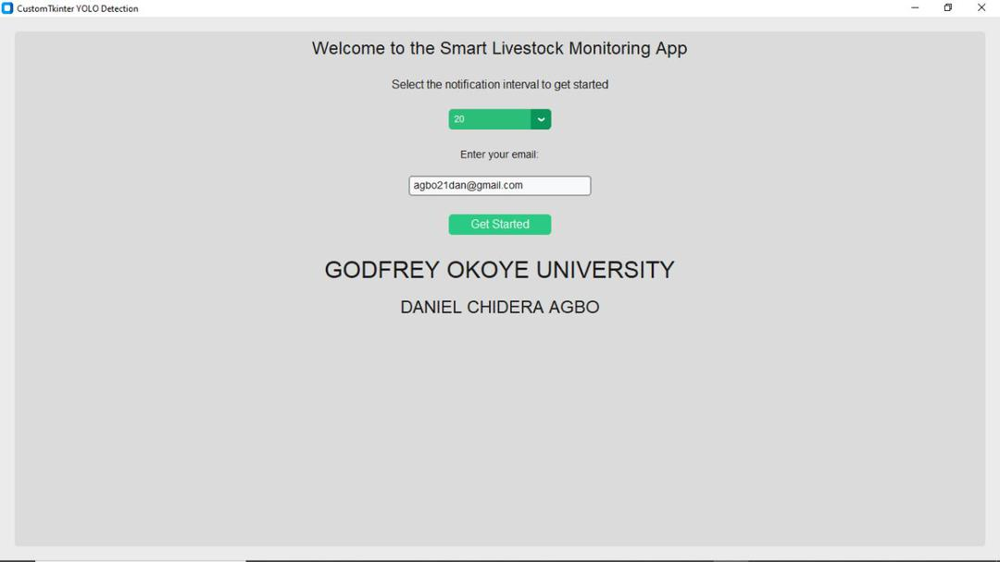 CustomTkinter YOLO Detection
Welcome to the Smart Livestock Monitoring App
Select the notification interval to get started
20
Enter your email:
agbo21dan@gmail.com
Get Started
GODFREY OKOYE UNIVERSITY
DANIEL CHIDERA AGBO